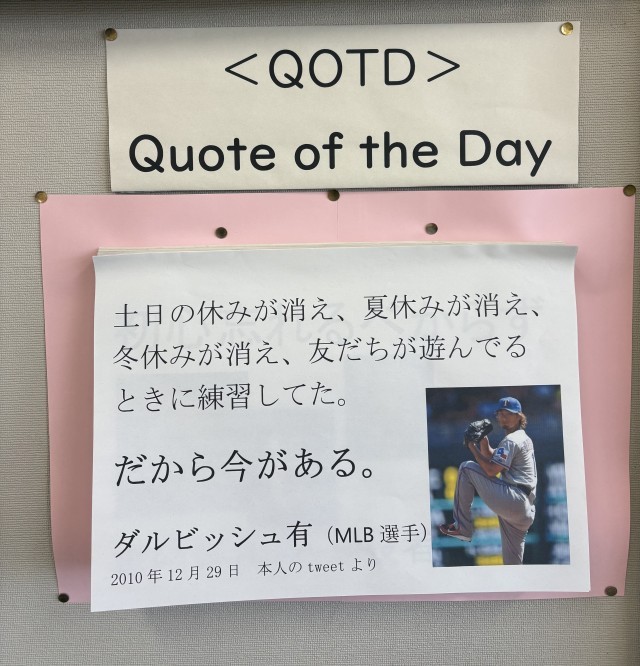 ＜QOTD＞
Quote of the Day
土日の休みが消え、夏休みが消え、
冬休みが消え、友だちが遊んでる
ときに練習してた。
だから今がある。
ダルビッシュ有（MLB 選手）
2010 年 12 月 29 日　本人の tweet より